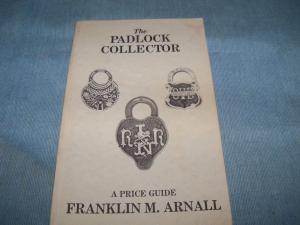 The
PADLOCK
COLLECTOR
A PRICE GUIDE
FRANKLIN M. ARNALL